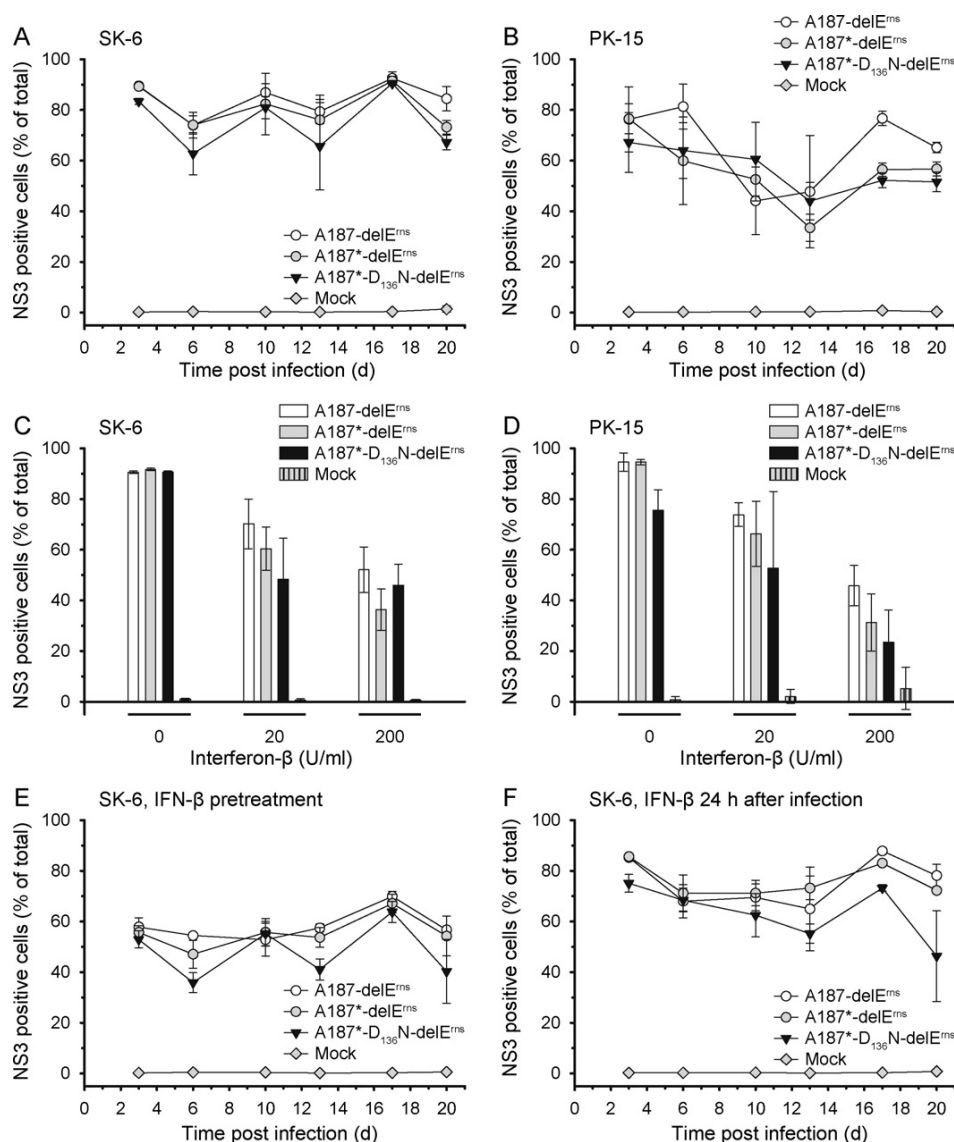 A SK-6
NS3 positive cells (% of total)
100
80
60
40
20
0
A187-delEʳⁿˢ
A187*-delEʳⁿˢ
A187*-D₁₃₆N-delEʳⁿˢ
Mock
0 2 4 6 8 10 12 14 16 18 20
Time post infection (d)
B PK-15
A187-delEʳⁿˢ
A187*-delEʳⁿˢ
A187*-D₁₃₆N-delEʳⁿˢ
Mock
NS3 positive cells (% of total)
100
80
60
40
20
0
0 2 4 6 8 10 12 14 16 18 20
Time post infection (d)
C SK-6
A187-delEʳⁿˢ
A187*-delEʳⁿˢ
A187*-D₁₃₆N-delEʳⁿˢ
Mock
NS3 positive cells (% of total)
100
80
60
40
20
0
0 20 200
Interferon-β (U/ml)
D PK-15
A187-delEʳⁿˢ
A187*-delEʳⁿˢ
A187*-D₁₃₆N-delEʳⁿˢ
Mock
NS3 positive cells (% of total)
100
80
60
40
20
0
0 20 200
Interferon-β (U/ml)
E SK-6, IFN-β pretreatment
NS3 positive cells (% of total)
100
80
60
40
20
0
A187-delEʳⁿˢ
A187*-delEʳⁿˢ
A187*-D₁₃₆N-delEʳⁿˢ
Mock
0 2 4 6 8 10 12 14 16 18 20
Time post infection (d)
F SK-6, IFN-β 24 h after infection
NS3 positive cells (% of total)
100
80
60
40
20
0
A187-delEʳⁿˢ
A187*-delEʳⁿˢ
A187*-D₁₃₆N-delEʳⁿˢ
Mock
0 2 4 6 8 10 12 14 16 18 20
Time post infection (d)